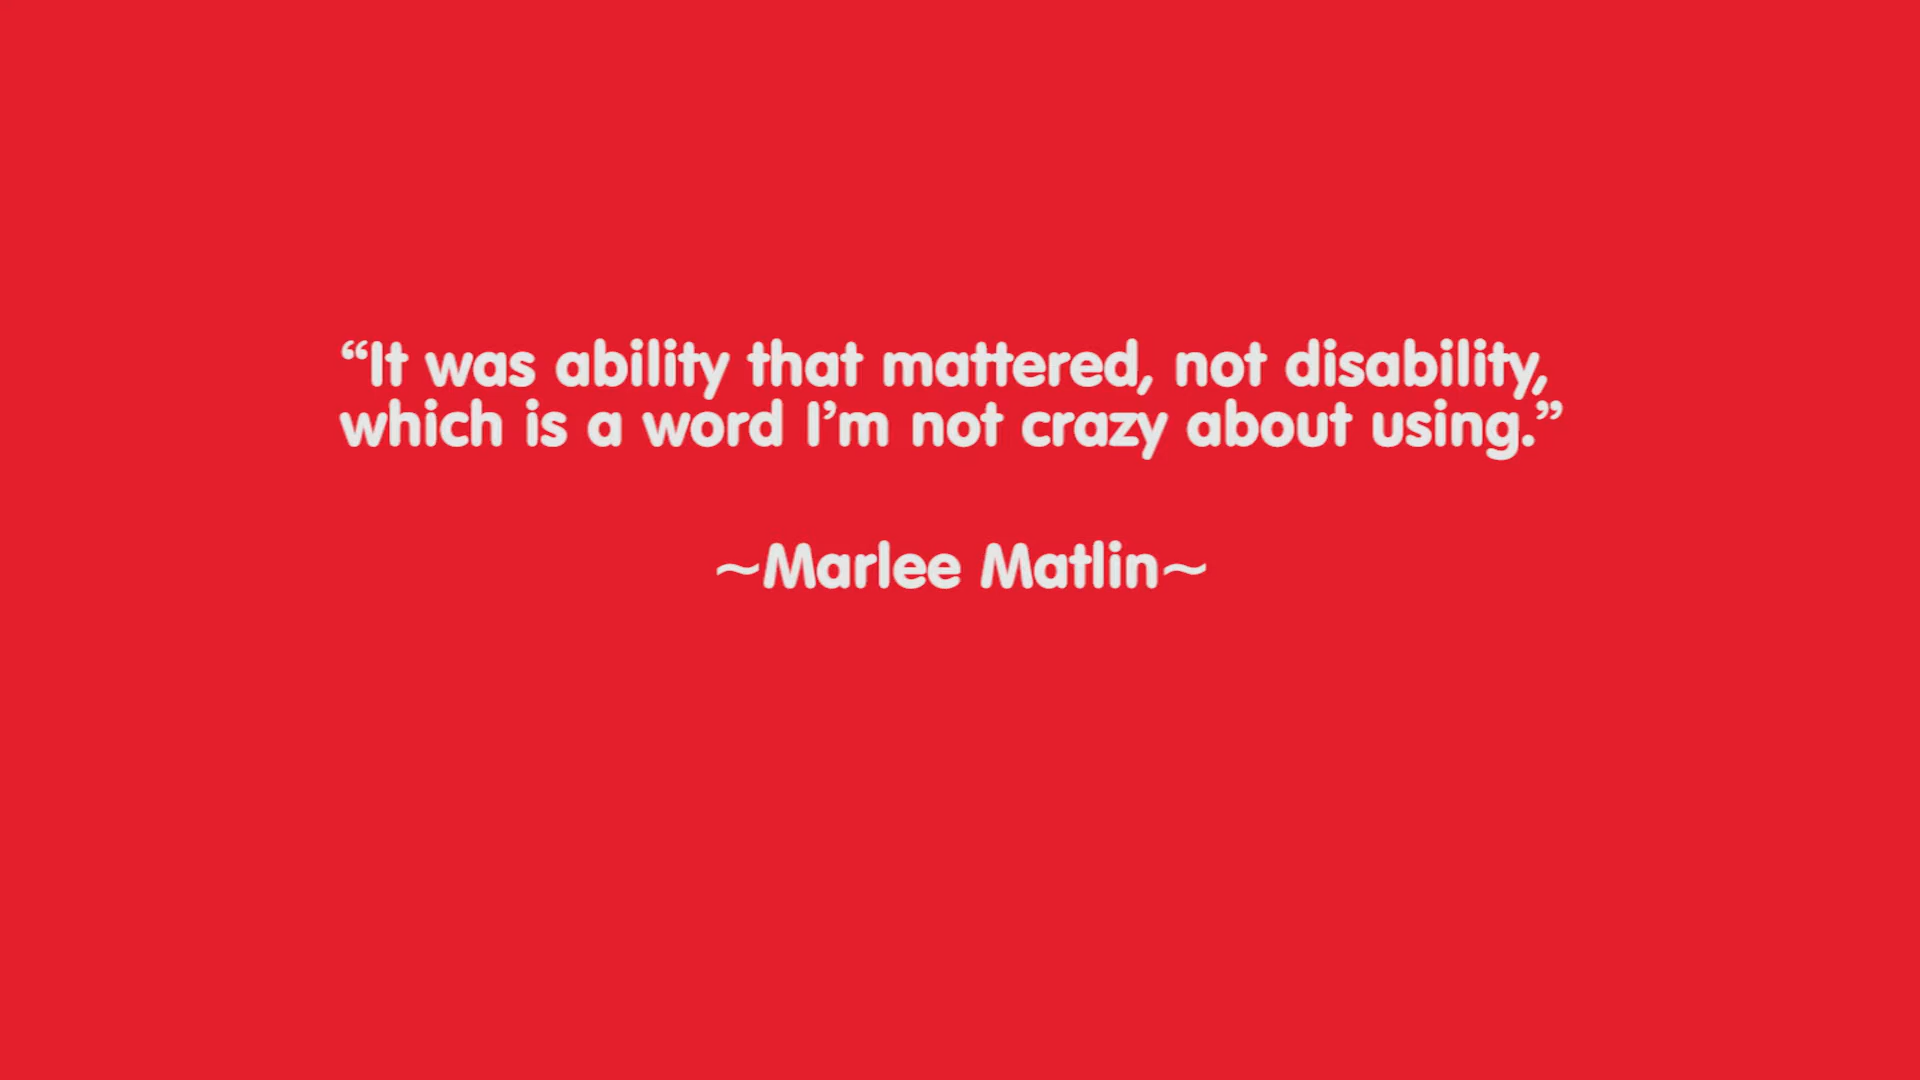 “It was ability that mattered, not disability,
which is a word I’m not crazy about using.”
~Marlee Matlin~